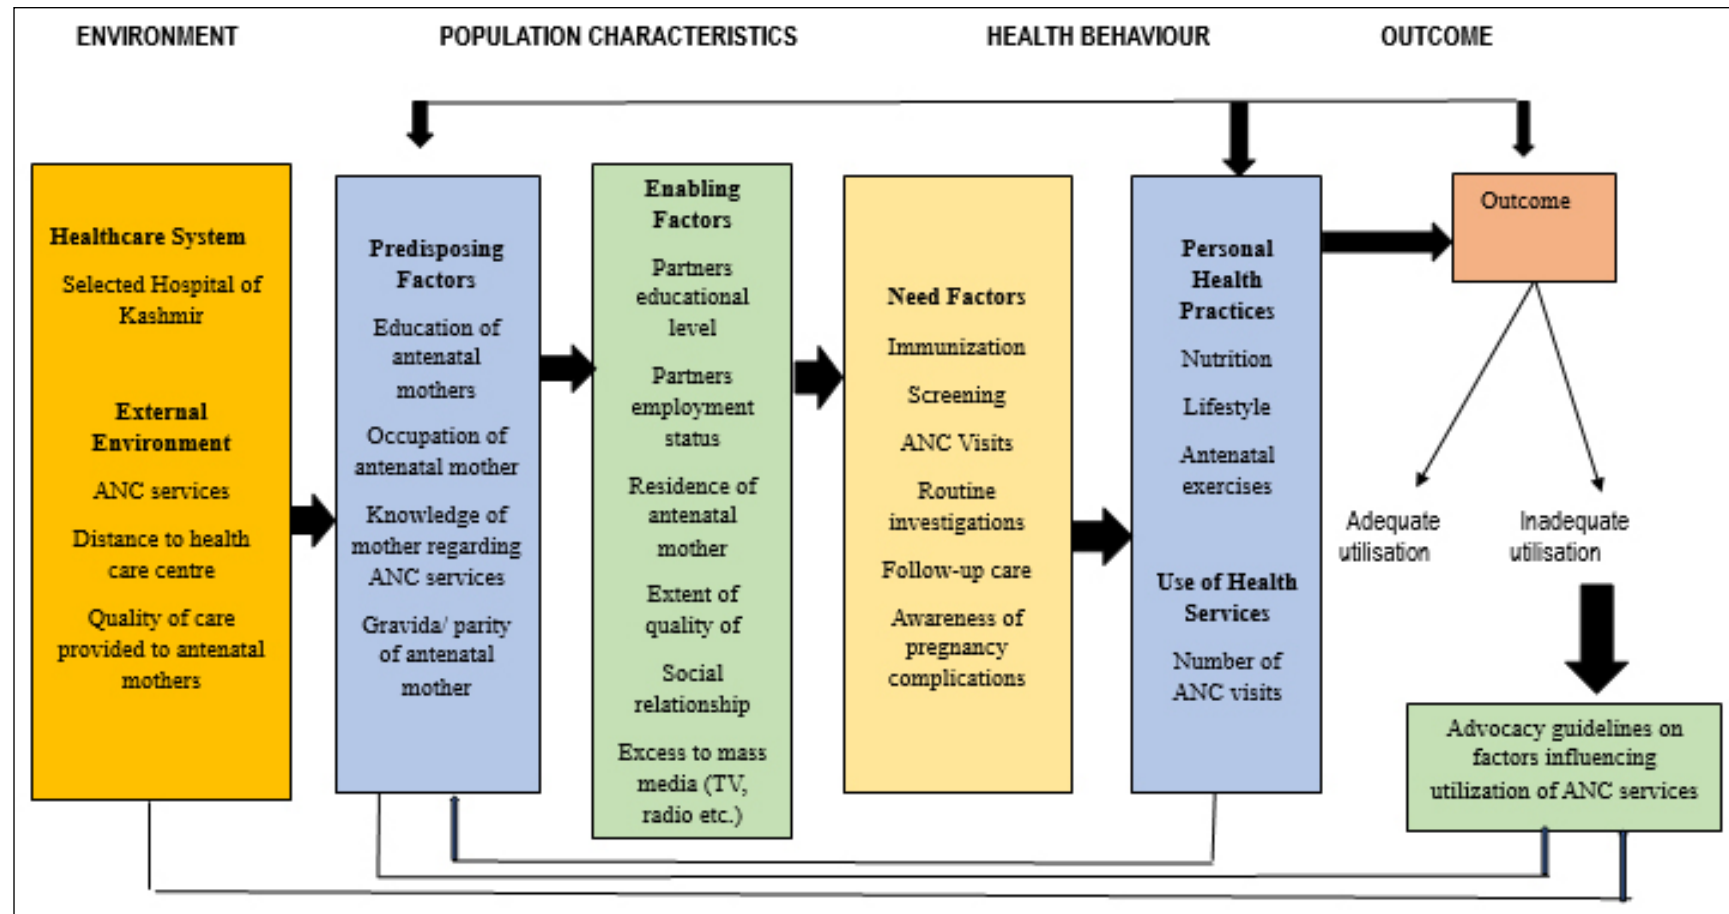 ENVIRONMENT
POPULATION CHARACTERISTICS
HEALTH BEHAVIOUR
OUTCOME
Healthcare System
Selected Hospital of
Kashmir
External
Environment
ANC services
Distance to health
care centre
Quality of care
provided to antenatal
mothers
Predisposing
Factors
Education of
antenatal
mothers
Occupation of
antenatal mother
Knowledge of
mother regarding
ANC services
Gravida/ parity
of antenatal
mother
Enabling
Factors
Partners
educational
level
Partners
employment
status
Residence of
antenatal
mother
Extent of
quality of
Social
relationship
Excess to mass
media (TV,
radio etc.)
Need Factors
Immunization
Screening
ANC Visits
Routine
investigations
Follow-up care
Awareness of
pregnancy
complications
Personal
Health
Practices
Nutrition
Lifestyle
Antenatal
exercises
Use of Health
Services
Number of
ANC visits
Outcome
Adequate
utilisation
Inadequate
utilisation
Advocacy guidelines on
factors influencing
utilization of ANC services